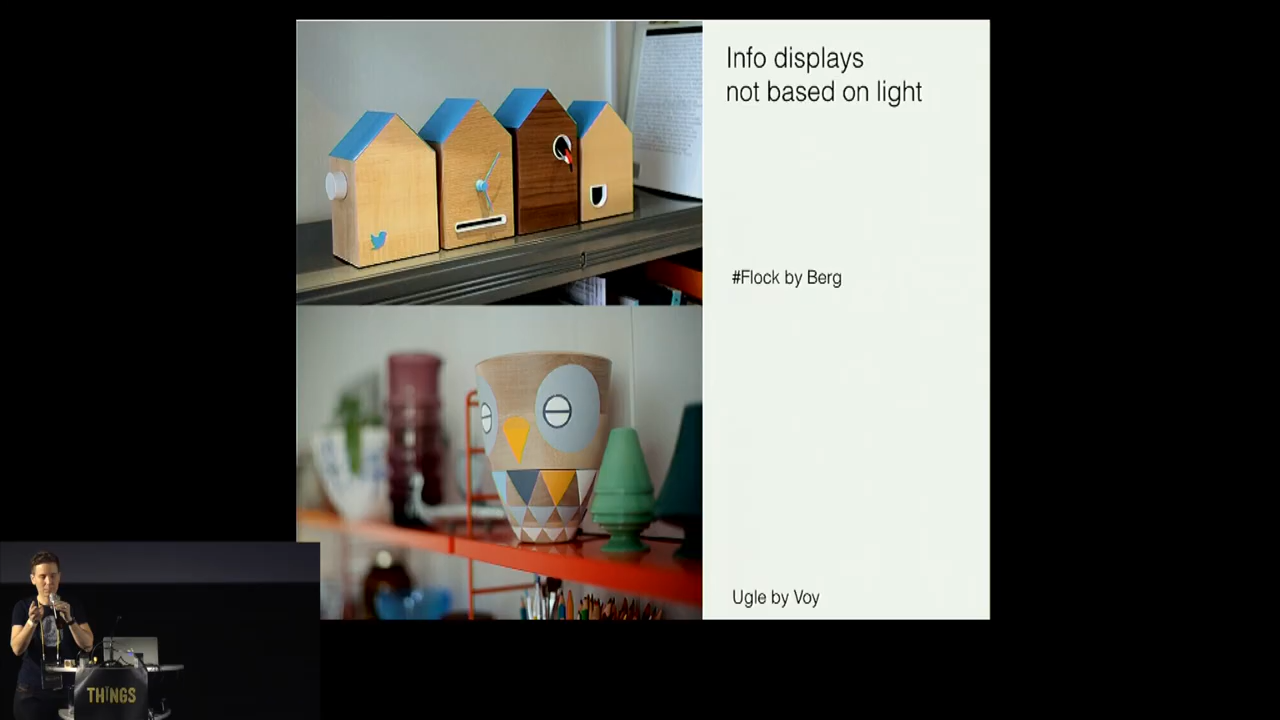 Info displays
not based on light
#Flock by Berg
Ugle by Voy
THINGS